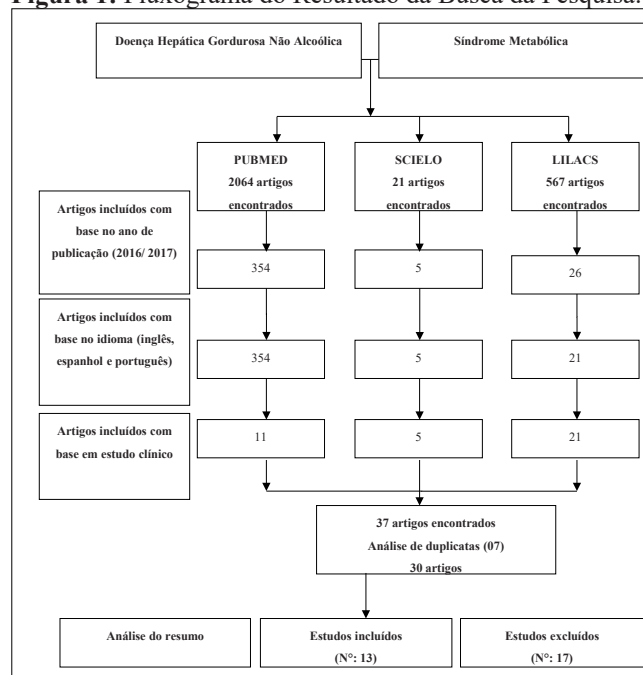 Figura 1. Fluxograma do Resultado da Busca da Pesquisa.
Doença Hepática Gordurosa Não Alcoólica
Síndrome Metabólica
PUBMED
2064 artigos
encontrados
SCIELO
21 artigos
encontrados
LILACS
567 artigos
encontrados
Artigos incluídos com
base no ano de
publicação (2016/ 2017)
354
5
26
Artigos incluídos com
base no idioma (inglês,
espanhol e português)
354
5
21
Artigos incluídos com
base em estudo clínico
11
5
21
37 artigos encontrados
Análise de duplicatas (07)
30 artigos
Análise do resumo
Estudos incluídos
(N°: 13)
Estudos excluídos
(N°: 17)